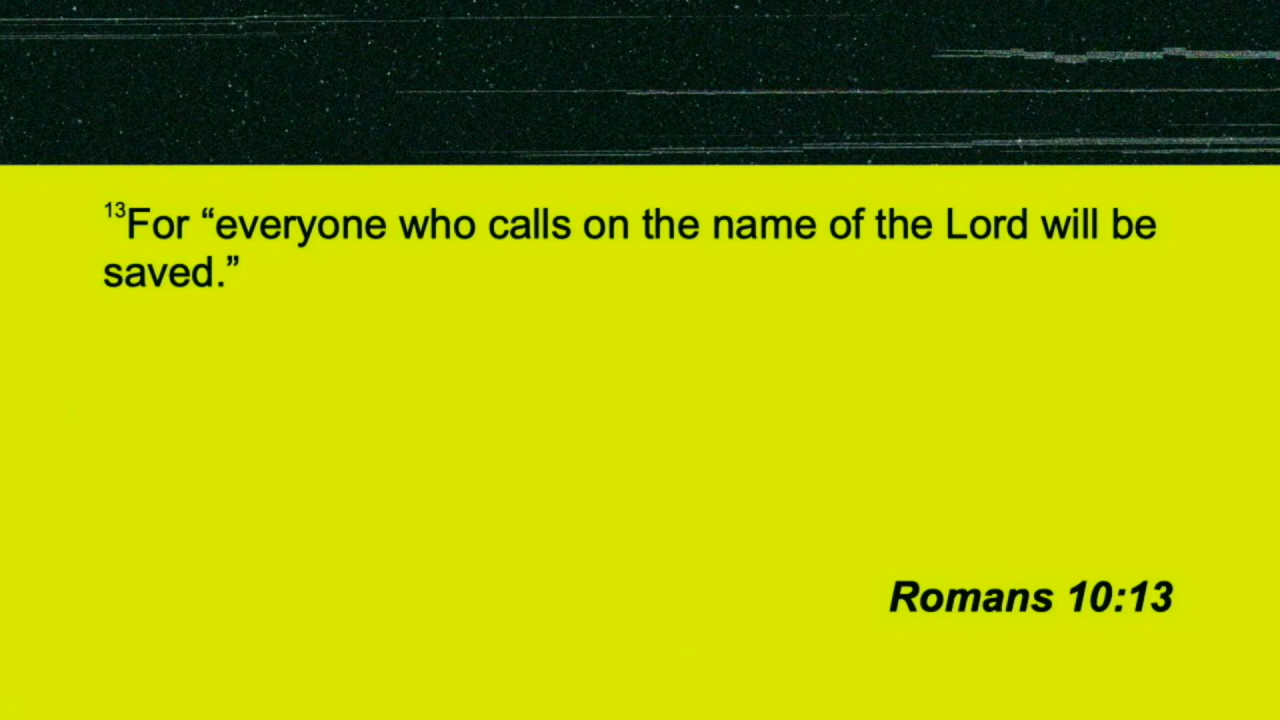 ¹³For “everyone who calls on the name of the Lord will be
saved.”
Romans 10:13